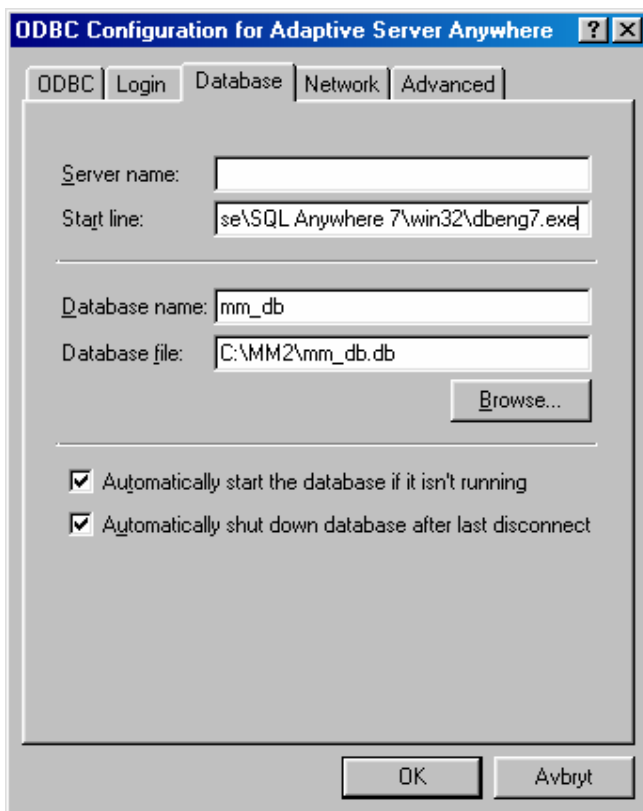 ODBC Configuration for Adaptive Server Anywhere
ODBC Login Database Network Advanced
Server name:
Start line: se\SQL Anywhere 7\win32\dbeng7.exe
Database name: mm_db
Database file: C:\MM2\mm_db.db
Browse...
Automatically start the database if it isn't running
Automatically shut down database after last disconnect
OK Avbryt